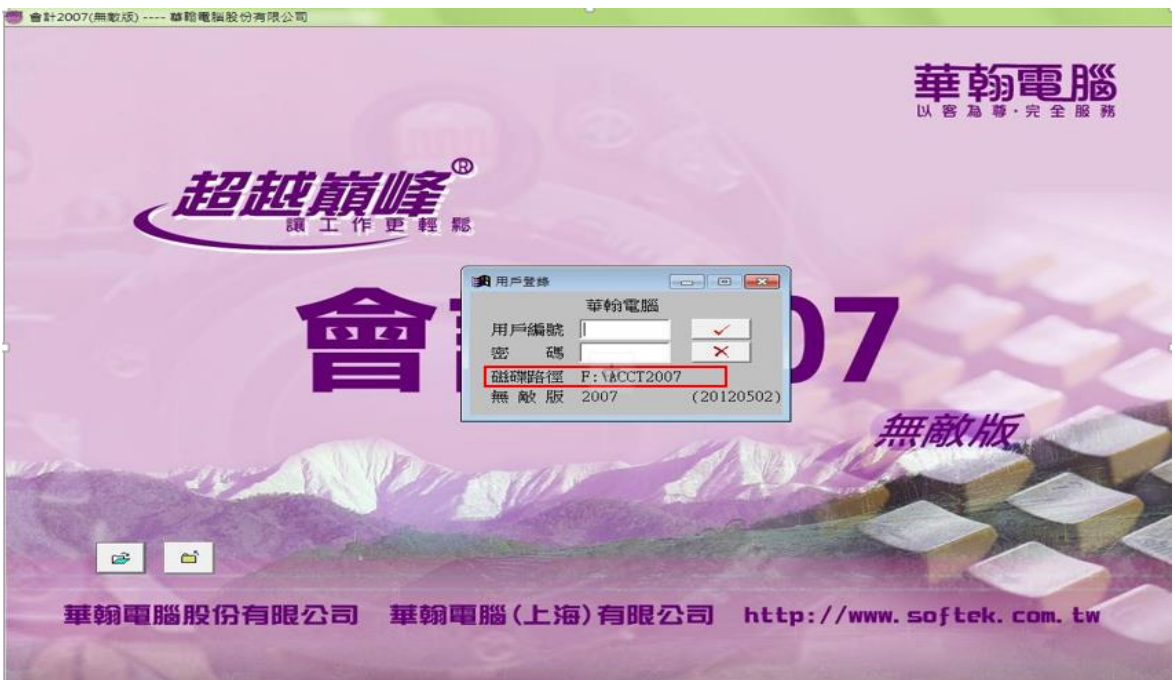 會計2007(無敵版) ---- 華翰電腦股份有限公司
華翰電腦
以客為尊·完全服務
超越巔峰®
讓工作更輕鬆
用戶登錄
華翰電腦
用戶編號
密 碼
磁碟路徑 F:\ACCT2007
無敵版 2007 (20120502)
會 07
無敵版
華翰電腦股份有限公司 華翰電腦(上海)有限公司 http://www.softek.com.tw